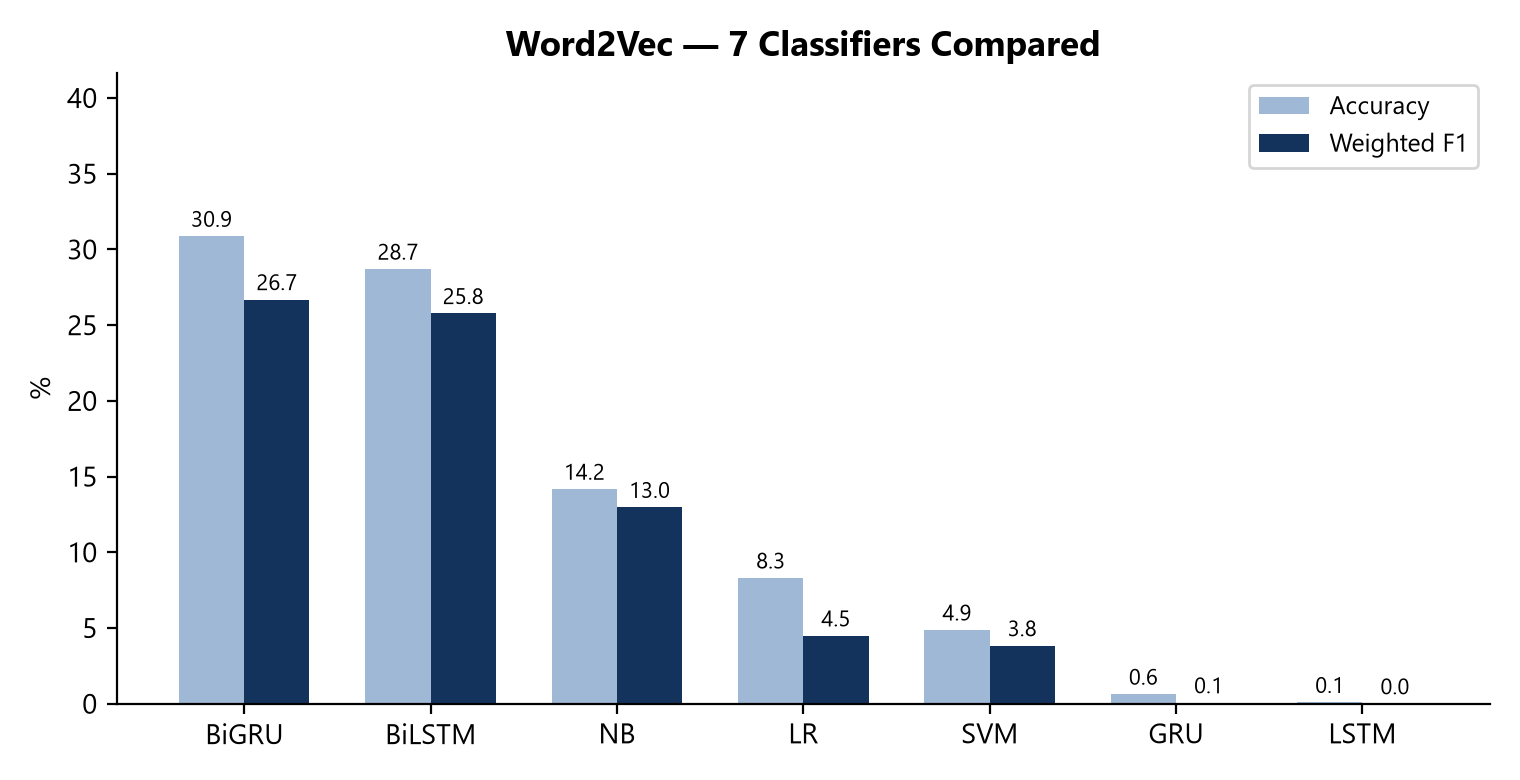 Word2Vec — 7 Classifiers Compared
Accuracy
Weighted F1
%
40
35
30
25
20
15
10
5
0
30.9
26.7
28.7
25.8
14.2
13.0
8.3
4.5
4.9
3.8
0.6
0.1
0.1
0.0
BiGRU
BiLSTM
NB
LR
SVM
GRU
LSTM